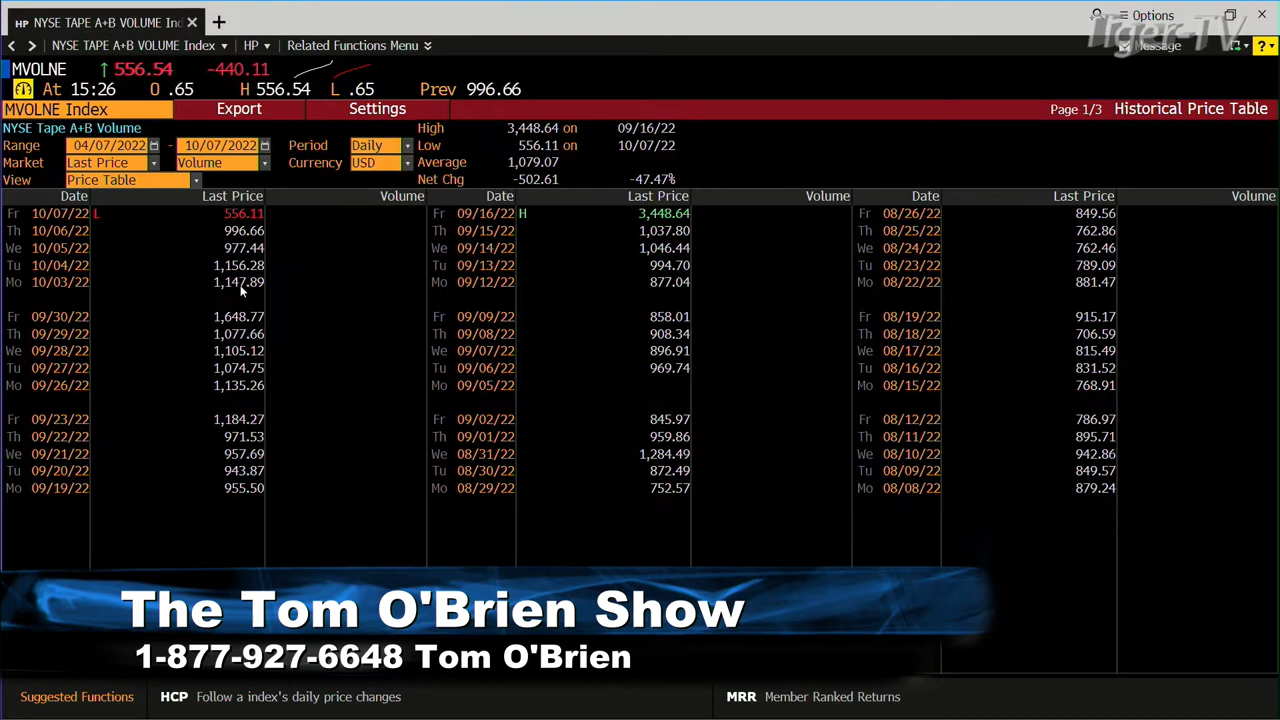 HP NYSE TAPE A+B VOLUME Ind
Options
Tiger-TV
NYSE TAPE A+B VOLUME Index HP Related Functions Menu
Message
?
MVOLNE ↑ 556.54 -440.11
At 15:26 O .65 H 556.54 L .65 Prev 996.66
MVOLNE Index Export Settings Page 1/3 Historical Price Table
NYSE Tape A+B Volume High 3,448.64 on 09/16/22
Range 04/07/2022 - 10/07/2022 Period Daily Low 556.11 on 10/07/22
Market Last Price Volume Currency USD Average 1,079.07
View Price Table Net Chg -502.61 -47.47%
Date Last Price Volume Date Last Price Volume Date Last Price Volume
Fr 10/07/22 L 556.11 Fr 09/16/22 H 3,448.64 Fr 08/26/22 849.56
Th 10/06/22 996.66 Th 09/15/22 1,037.80 Th 08/25/22 762.86
We 10/05/22 977.44 We 09/14/22 1,046.44 We 08/24/22 762.46
Tu 10/04/22 1,156.28 Tu 09/13/22 994.70 Tu 08/23/22 789.09
Mo 10/03/22 1,147.89 Mo 09/12/22 877.04 Mo 08/22/22 881.47
Fr 09/30/22 1,648.77 Fr 09/09/22 858.01 Fr 08/19/22 915.17
Th 09/29/22 1,077.66 Th 09/08/22 908.34 Th 08/18/22 706.59
We 09/28/22 1,105.12 We 09/07/22 896.91 We 08/17/22 815.49
Tu 09/27/22 1,074.75 Tu 09/06/22 969.74 Tu 08/16/22 831.52
Mo 09/26/22 1,135.26 Mo 09/05/22 Mo 08/15/22 768.91
Fr 09/23/22 1,184.27 Fr 09/02/22 845.97 Fr 08/12/22 786.97
Th 09/22/22 971.53 Th 09/01/22 959.86 Th 08/11/22 895.71
We 09/21/22 957.69 We 08/31/22 1,284.49 We 08/10/22 942.86
Tu 09/20/22 943.87 Tu 08/30/22 872.49 Tu 08/09/22 849.57
Mo 09/19/22 955.50 Mo 08/29/22 752.57 Mo 08/08/22 879.24
The Tom O'Brien Show
1-877-927-6648 Tom O'Brien
Suggested Functions HCP Follow a index's daily price changes MRR Member Ranked Returns